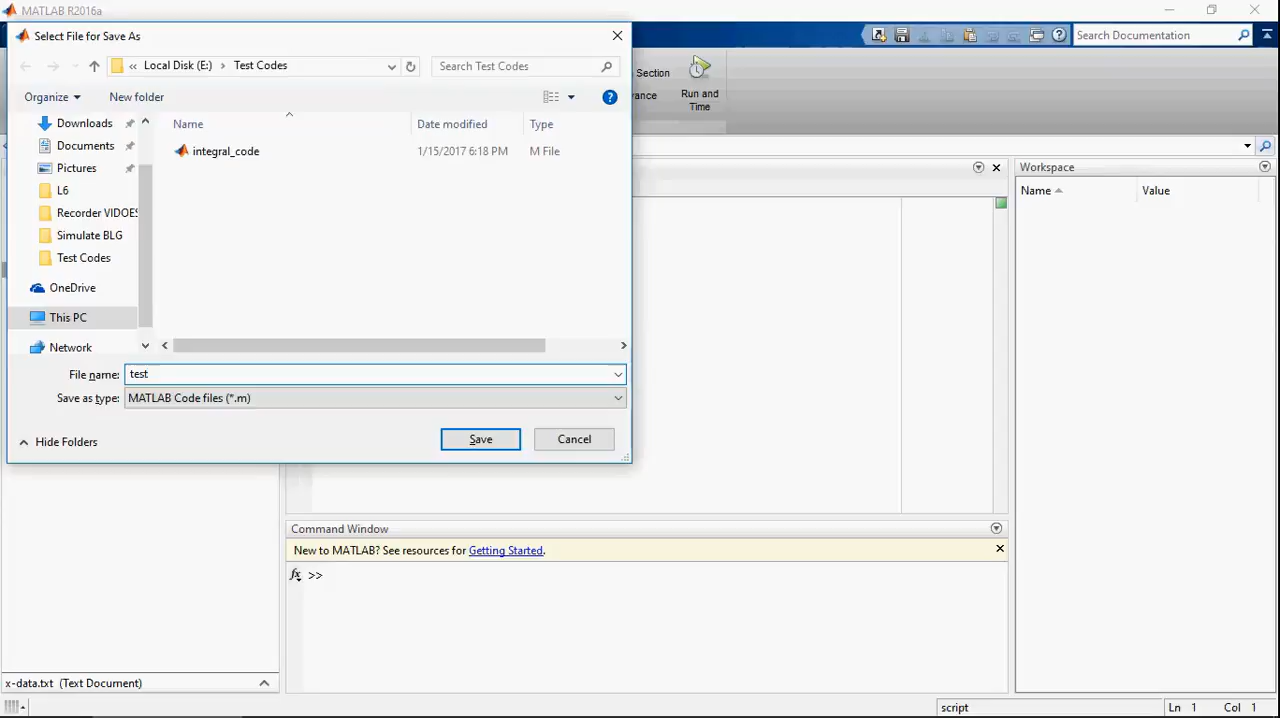 MATLAB R2016a
Select File for Save As
Search Documentation
« Local Disk (E:) › Test Codes
Search Test Codes
Section
rance
Run and
Time
Organize
New folder
Name
Date modified
Type
Downloads
Documents
Pictures
L6
Recorder VIDOES
Simulate BLG
Test Codes
OneDrive
This PC
Network
integral_code
1/15/2017 6:18 PM
M File
File name:
test
Save as type:
MATLAB Code files (*.m)
Hide Folders
Save
Cancel
Workspace
Name
Value
Command Window
New to MATLAB? See resources for Getting Started.
fx >>
x-data.txt (Text Document)
script
Ln 1
Col 1